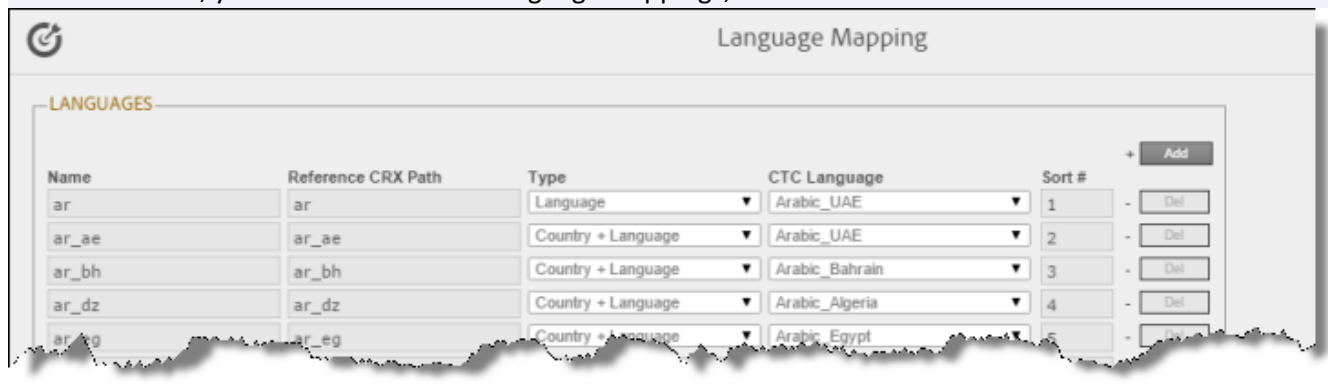 Language Mapping
LANGUAGES
+ Add
Name Reference CRX Path Type CTC Language Sort #
ar ar Language Arabic_UAE 1 - Del
ar_ae ar_ae Country + Language Arabic_UAE 2 - Del
ar_bh ar_bh Country + Language Arabic_Bahrain 3 - Del
ar_dz ar_dz Country + Language Arabic_Algeria 4 - Del
ar_eg ar_eg Country + Language Arabic_Egypt 5 - Del